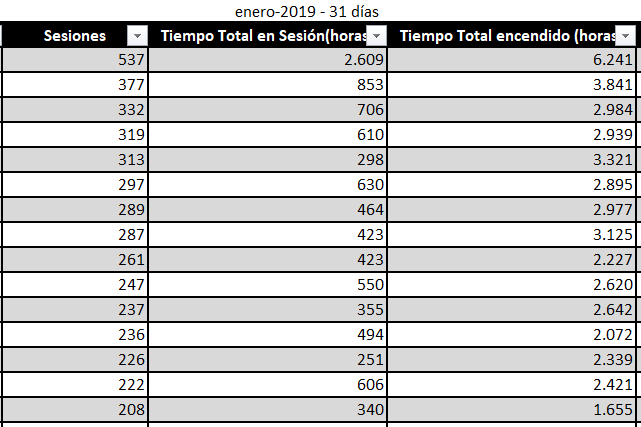 enero-2019 - 31 días
Sesiones Tiempo Total en Sesión(horas Tiempo Total encendido (horas
537 2.609 6.241
377 853 3.841
332 706 2.984
319 610 2.939
313 298 3.321
297 630 2.895
289 464 2.977
287 423 3.125
261 423 2.227
247 550 2.620
237 355 2.642
236 494 2.072
226 251 2.339
222 606 2.421
208 340 1.655